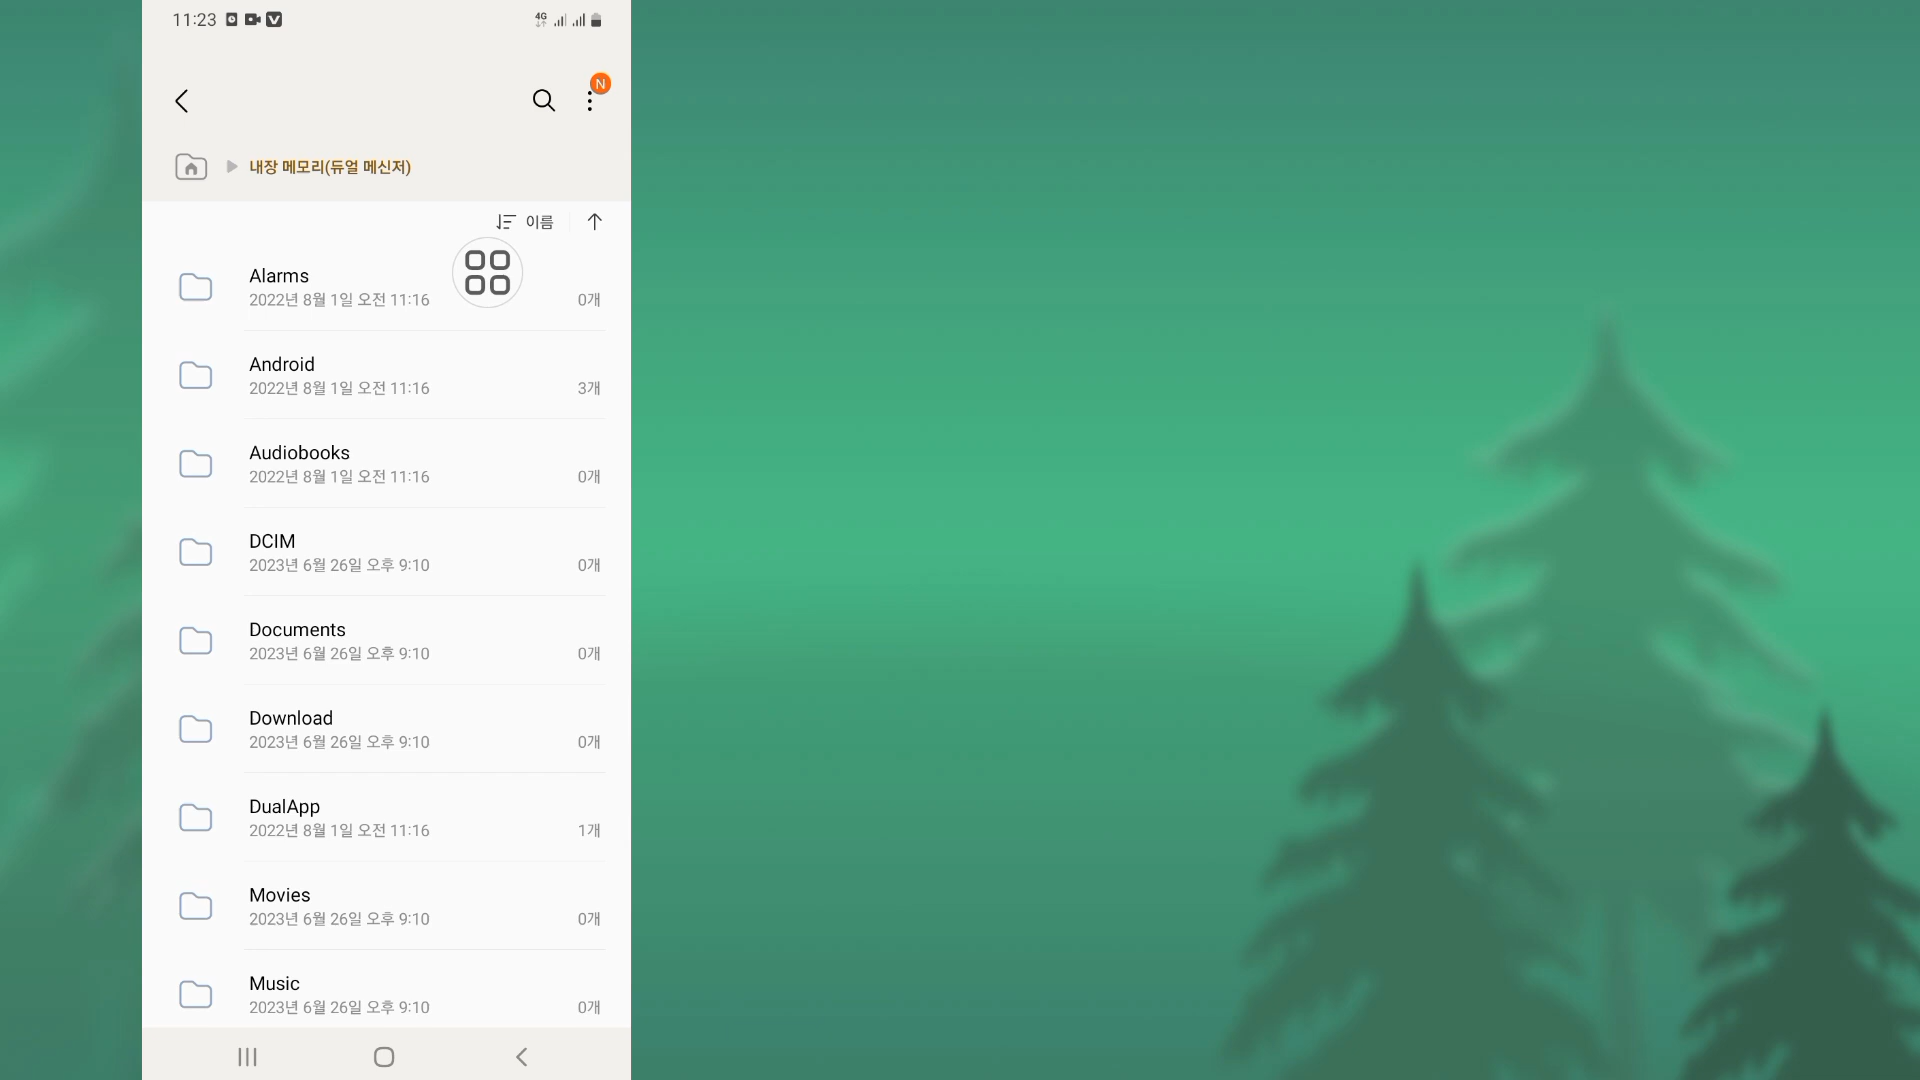 11:23
4G
N
내장 메모리(듀얼 메신저)
이름
Alarms
2022년 8월 1일 오전 11:16 0개
Android
2022년 8월 1일 오전 11:16 3개
Audiobooks
2022년 8월 1일 오전 11:16 0개
DCIM
2023년 6월 26일 오후 9:10 0개
Documents
2023년 6월 26일 오후 9:10 0개
Download
2023년 6월 26일 오후 9:10 0개
DualApp
2022년 8월 1일 오전 11:16 1개
Movies
2023년 6월 26일 오후 9:10 0개
Music
2023년 6월 26일 오후 9:10 0개